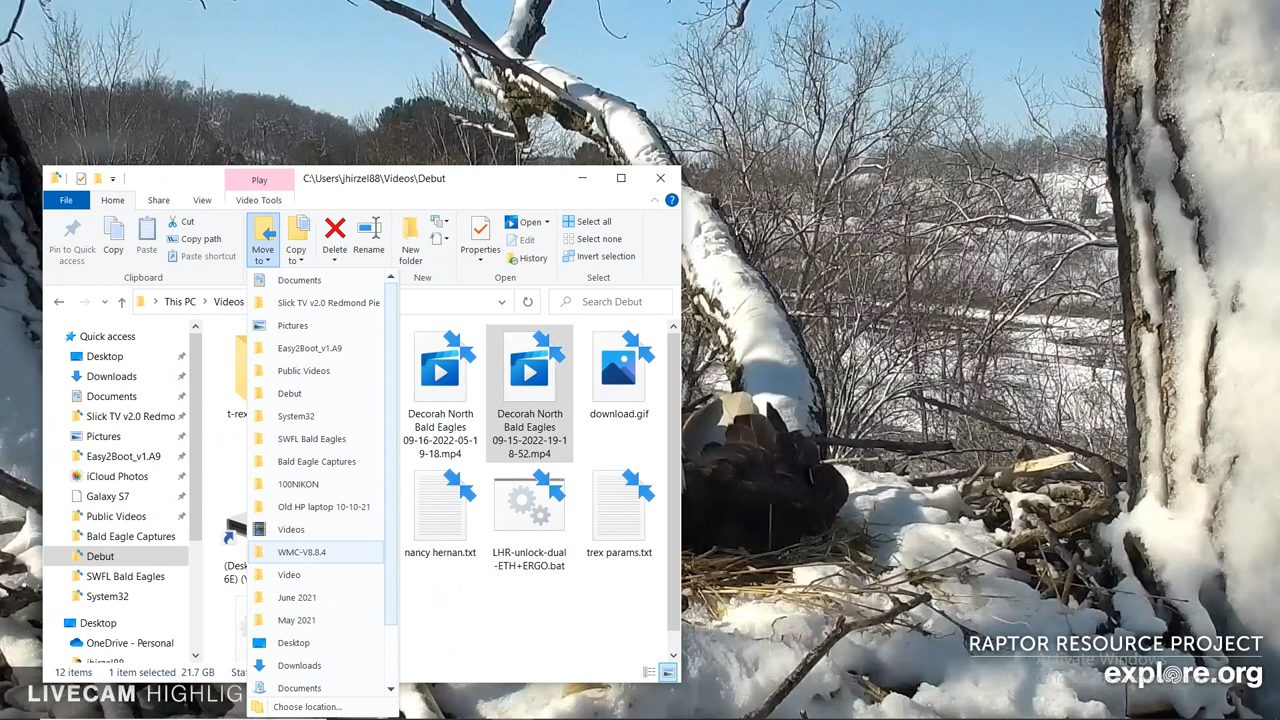 Play
C:\Users\jhirzel88\Videos\Debut
File
Home
Share
View
Video Tools
Pin to Quick access
Copy
Paste
Cut
Copy path
Paste shortcut
Clipboard
Move to
Copy to
Delete
Rename
New folder
New
Properties
Open
Edit
History
Open
Select all
Select none
Invert selection
Select
This PC
Videos
Search Debut
Quick access
Desktop
Downloads
Documents
Slick TV v2.0 Redmo
Pictures
Easy2Boot_v1.A9
iCloud Photos
Galaxy S7
Public Videos
Bald Eagle Captures
Debut
SWFL Bald Eagles
System32
Desktop
OneDrive - Personal
jhirzel88
Documents
Slick TV v2.0 Redmond Pie
Pictures
Easy2Boot_v1.A9
Public Videos
Debut
System32
SWFL Bald Eagles
Bald Eagle Captures
100NIKON
Old HP laptop 10-10-21
Videos
WMC-V8.8.4
Video
June 2021
May 2021
Desktop
Downloads
Documents
Choose location...
t-rex
(Des
6E) (
Decorah North
Bald Eagles
09-16-2022-05-1
9-18.mp4
Decorah North
Bald Eagles
09-15-2022-19-1
8-52.mp4
download.gif
nancy hernan.txt
LHR-unlock-dual
-ETH+ERGO.bat
trex params.txt
12 items
1 item selected
21.7 GB
Sta
LIVECAM HIGHLIG
RAPTOR RESOURCE PROJECT
Activate Windows
explore.org